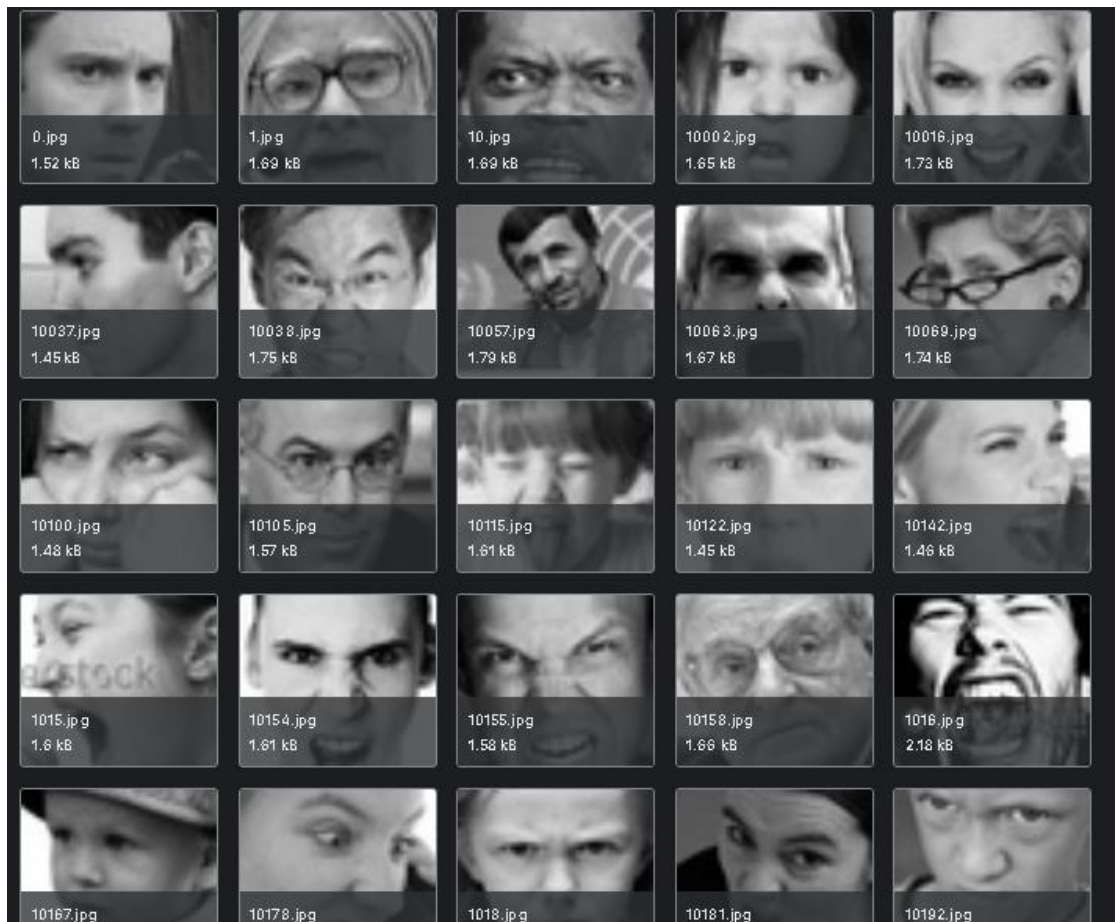 0.jpg
1.52 kB
1.jpg
1.69 kB
10.jpg
1.69 kB
10002.jpg
1.65 kB
10016.jpg
1.73 kB
10037.jpg
1.45 kB
10038.jpg
1.75 kB
10057.jpg
1.79 kB
10063.jpg
1.67 kB
10069.jpg
1.74 kB
10100.jpg
1.48 kB
10105.jpg
1.57 kB
10115.jpg
1.61 kB
10122.jpg
1.45 kB
10142.jpg
1.46 kB
erstock
1015.jpg
1.6 kB
10154.jpg
1.61 kB
10155.jpg
1.58 kB
10158.jpg
1.66 kB
1016.jpg
2.18 kB
10167.jpg
10178.jpg
1018.jpg
10181.jpg
10192.jpg